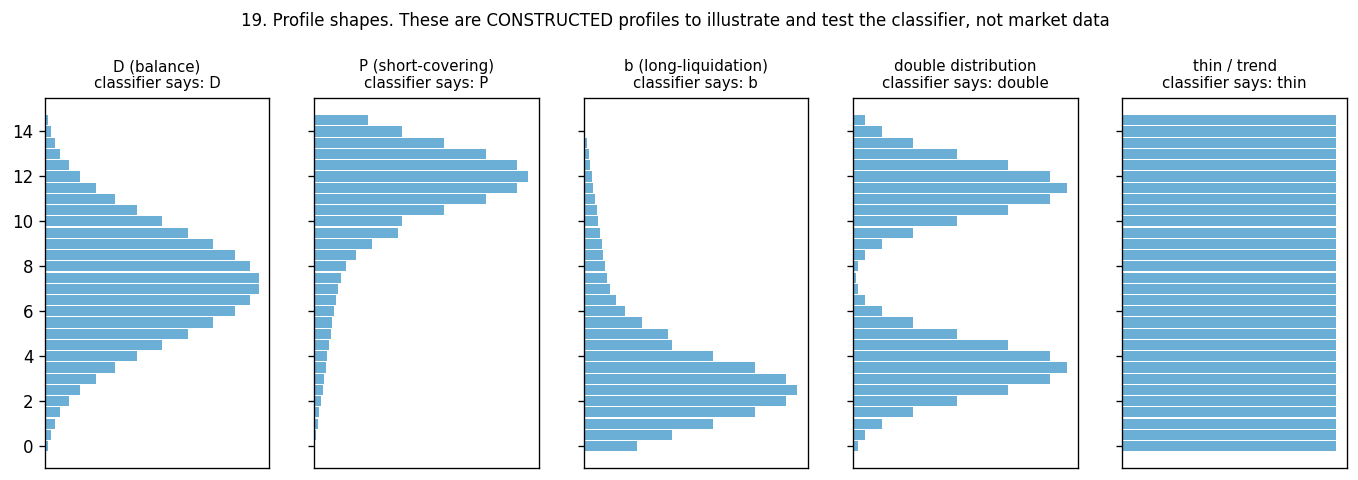 19. Profile shapes. These are CONSTRUCTED profiles to illustrate and test the classifier, not market data
D (balance)
classifier says: D
P (short-covering)
classifier says: P
b (long-liquidation)
classifier says: b
double distribution
classifier says: double
thin / trend
classifier says: thin
14
12
10
8
6
4
2
0